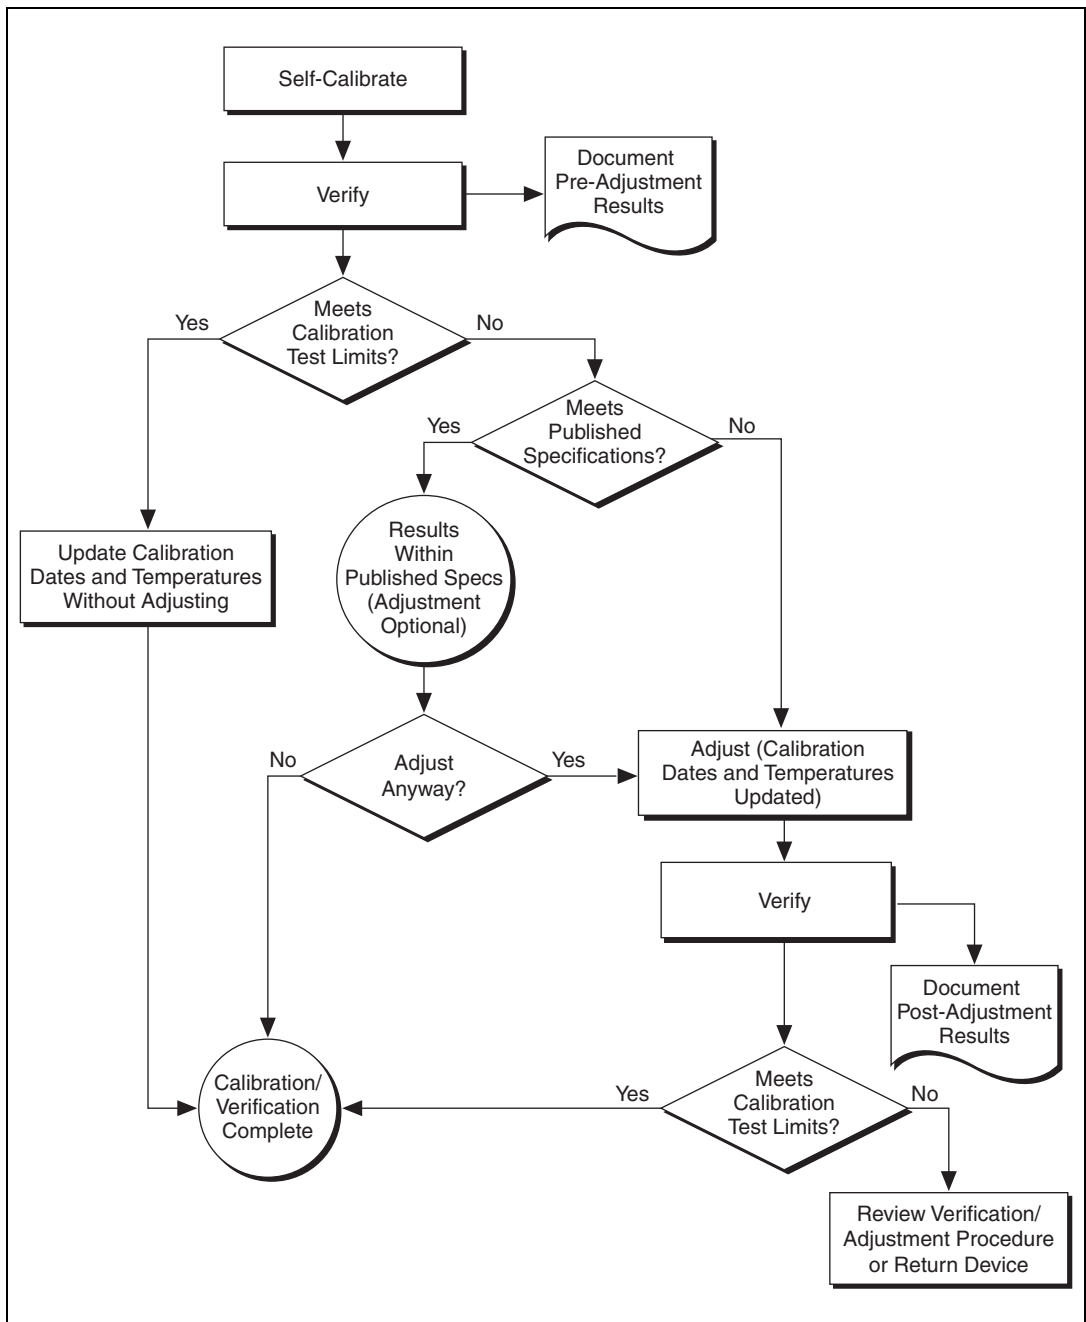 Self-Calibrate
Verify
Document
Pre-Adjustment
Results
Meets
Calibration
Test Limits?
Yes
No
Meets
Published
Specifications?
Yes
No
Update Calibration
Dates and Temperatures
Without Adjusting
Results
Within
Published Specs
(Adjustment
Optional)
Adjust
Anyway?
No
Yes
Adjust (Calibration
Dates and Temperatures
Updated)
Verify
Document
Post-Adjustment
Results
Calibration/
Verification
Complete
Yes
Meets
Calibration
Test Limits?
No
Review Verification/
Adjustment Procedure
or Return Device